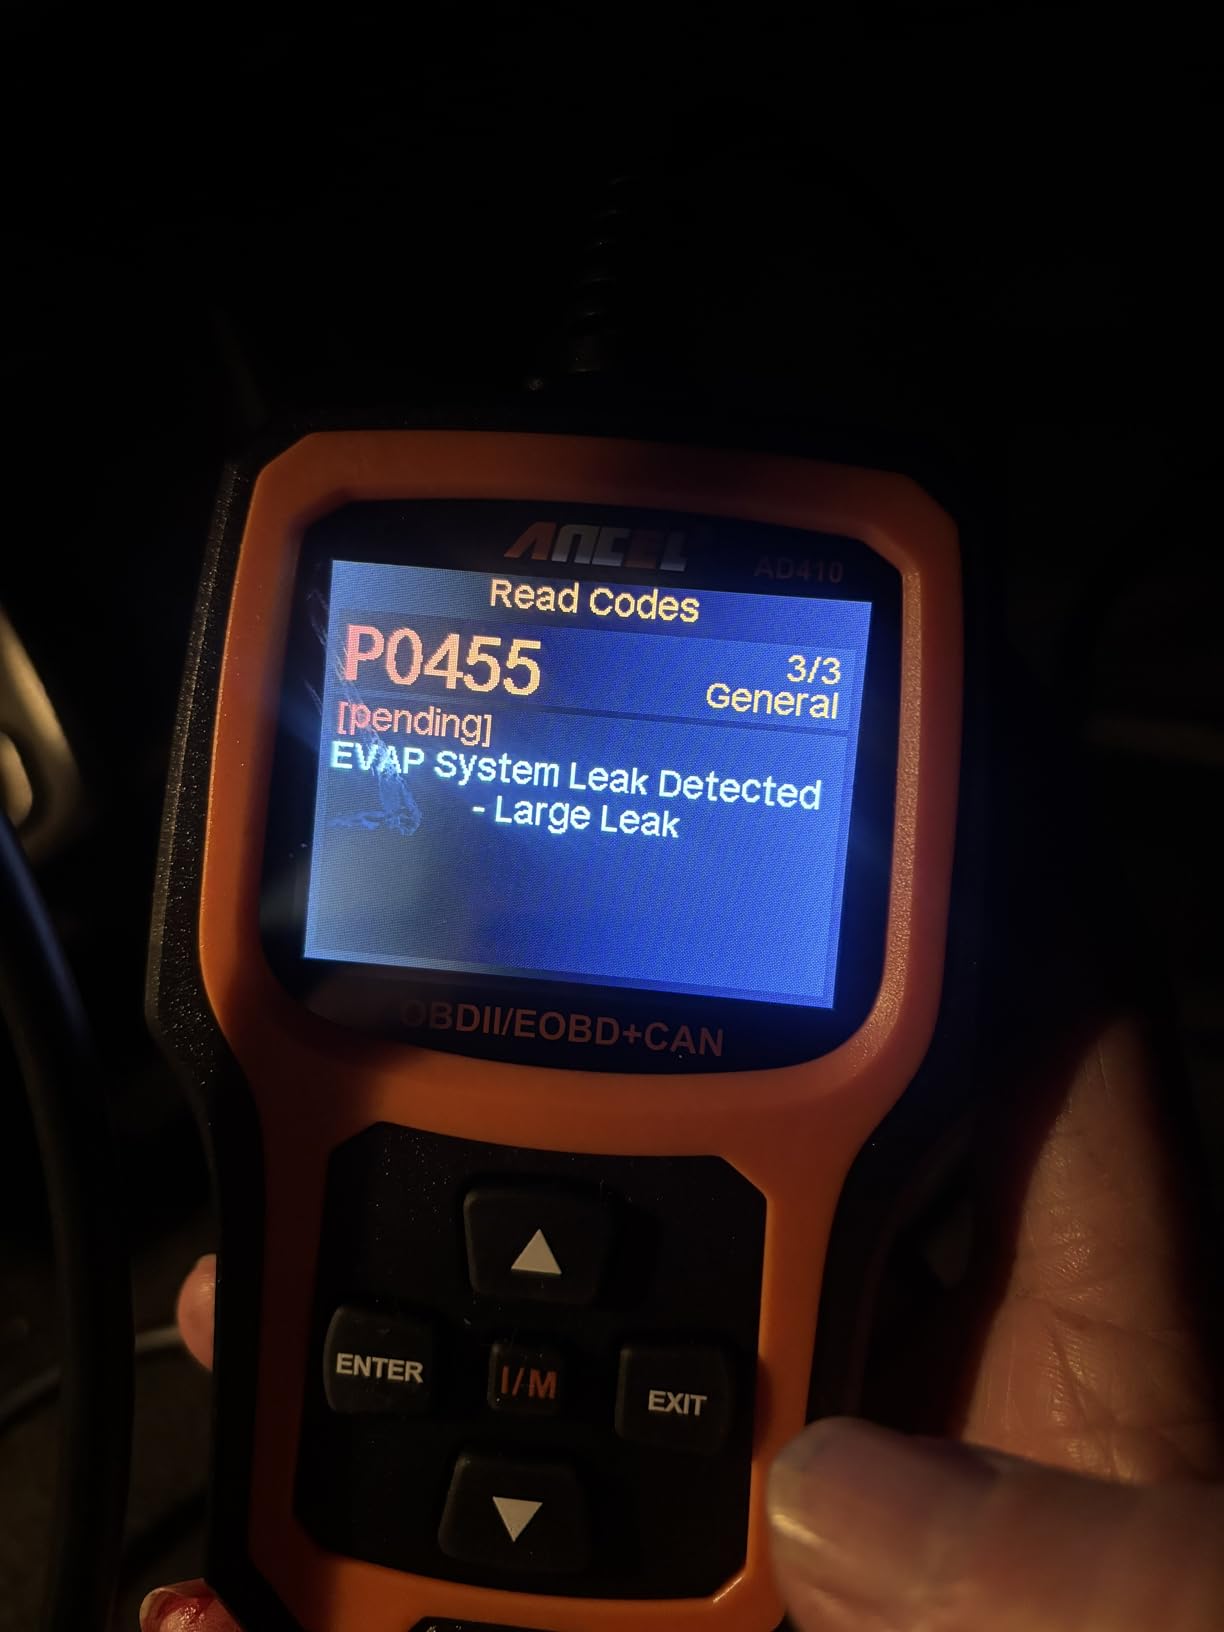 ANCEL
AD410
Read Codes
P0455
3/3
General
[pending]
EVAP System Leak Detected
- Large Leak
OBDII/EOBD+CAN
ENTER
I/M
EXIT